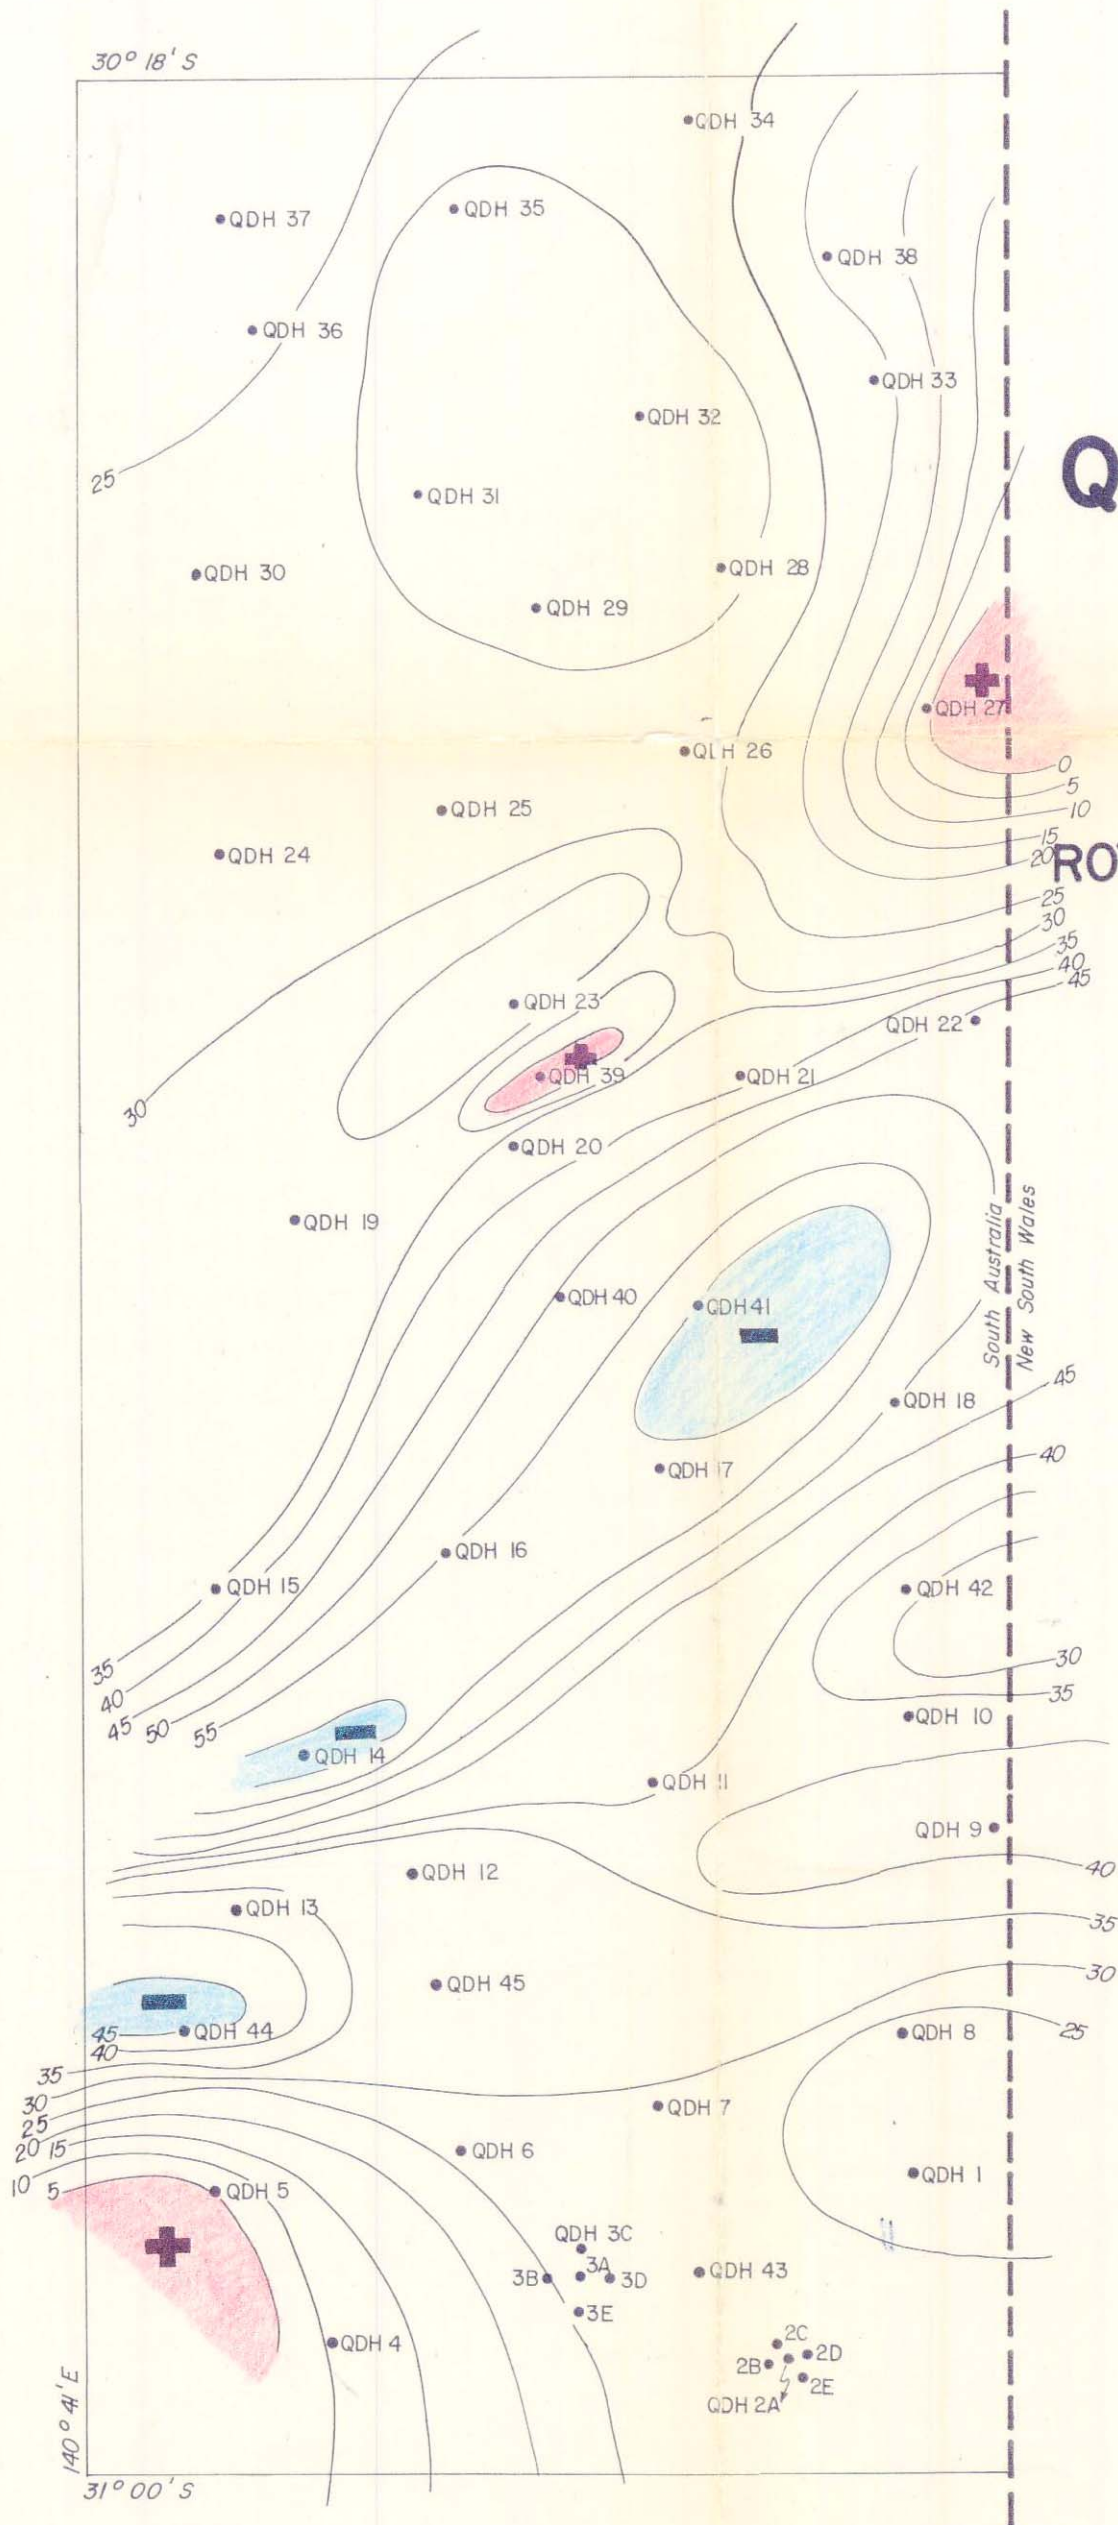 30° 18' S
QDH 34
QDH 35
QDH 37
QDH 38
QDH 36
QDH 33
QDH 32
Q
25
QDH 31
QDH 28
QDH 30
QDH 29
QDH 27
QDH 26
0
5
10
QDH 25
15
QDH 24
20
RO
25
30
35
40
45
QDH 23
QDH 22
QDH 39
QDH 21
30
QDH 20
QDH 19
South Australia
New South Wales
QDH 40
QDH 41
45
QDH 18
40
QDH 17
QDH 16
QDH 15
QDH 42
35
30
40
35
45
50
55
QDH 10
QDH 14
QDH 11
QDH 9
40
QDH 12
QDH 13
35
30
QDH 45
45
QDH 44
QDH 8
25
40
35
30
QDH 7
25
20
15
QDH 6
10
5
QDH 5
QDH 1
QDH 3C
3B
3A
3D
QDH 43
3E
QDH 4
2C
2B
2D
2E
QDH 2A
140° 41' E
31° 00' S